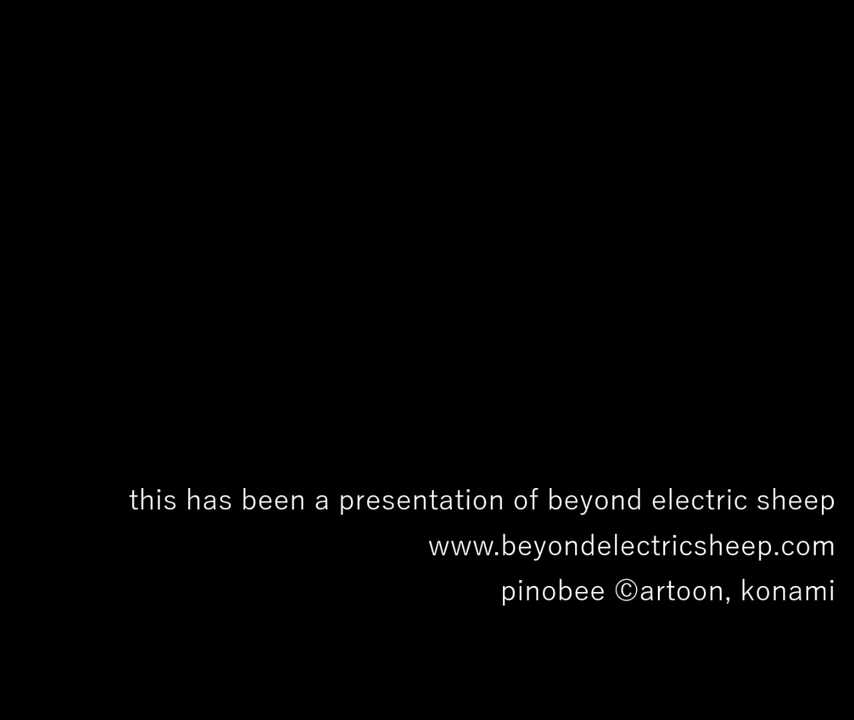 this has been a presentation of beyond electric sheep
www.beyondelectricsheep.com
pinobee ©artoon, konami